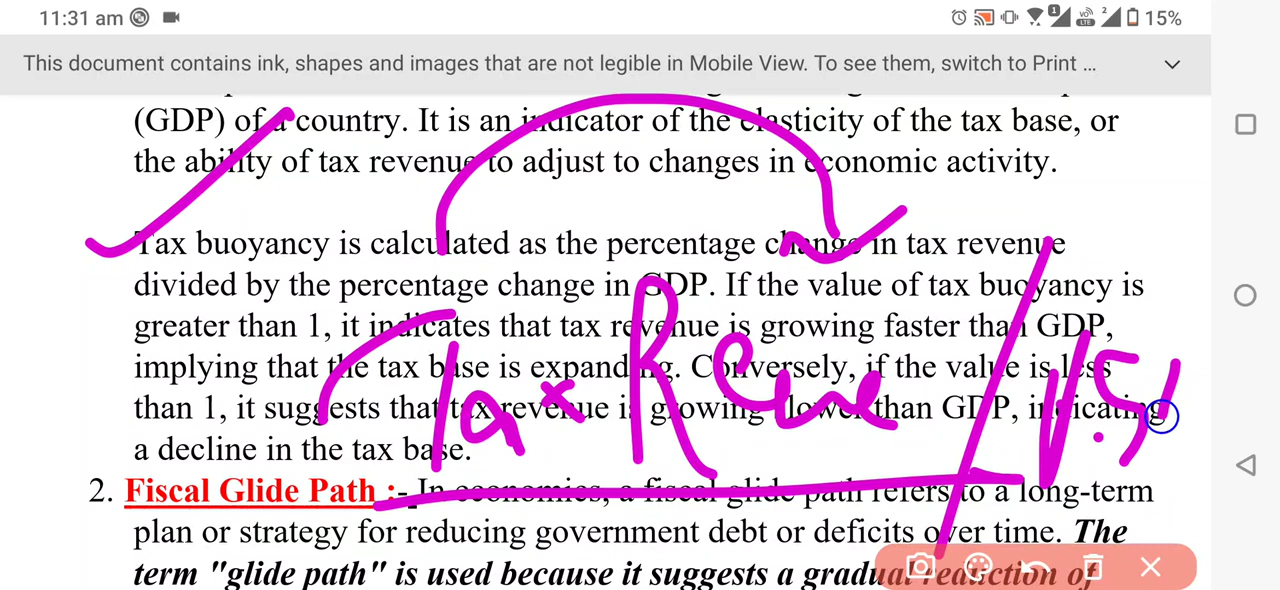 11:31 am 1 VO) LTE 2 15%
This document contains ink, shapes and images that are not legible in Mobile View. To see them, switch to Print ...
(GDP) of a country. It is an indicator of the elasticity of the tax base, or
the ability of tax revenue to adjust to changes in economic activity.
Tax buoyancy is calculated as the percentage change in tax revenue
divided by the percentage change in GDP. If the value of tax buoyancy is
greater than 1, it indicates that tax revenue is growing faster than GDP,
implying that the tax base is expanding. Conversely, if the value is less
than 1, it suggests that tax revenue is growing slower than GDP, indicating
a decline in the tax base.
Tax Reve
2. Fiscal Glide Path :- In economics, a fiscal glide path refers to a long-term
plan or strategy for reducing government debt or deficits over time. The
term "glide path" is used because it suggests a gradual reduction of